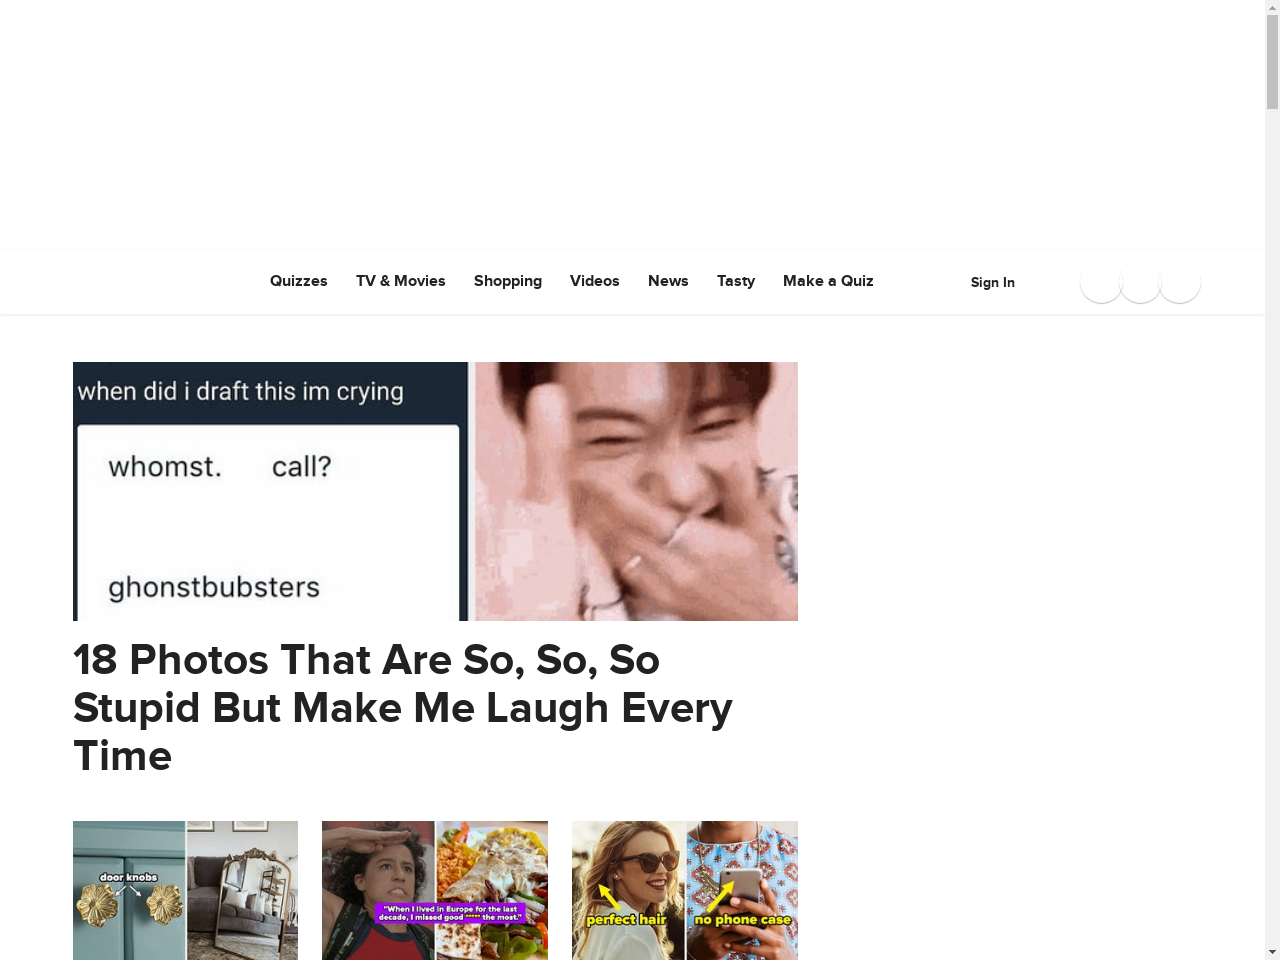 Quizzes TV & Movies Shopping Videos News Tasty Make a Quiz Sign In
when did i draft this im crying
whomst. call?
ghonstbubsters
18 Photos That Are So, So, So
Stupid But Make Me Laugh Every
Time
door knobs
"When I lived in Europe for the last
decade, I missed good ***** the most."
perfect hair
no phone case